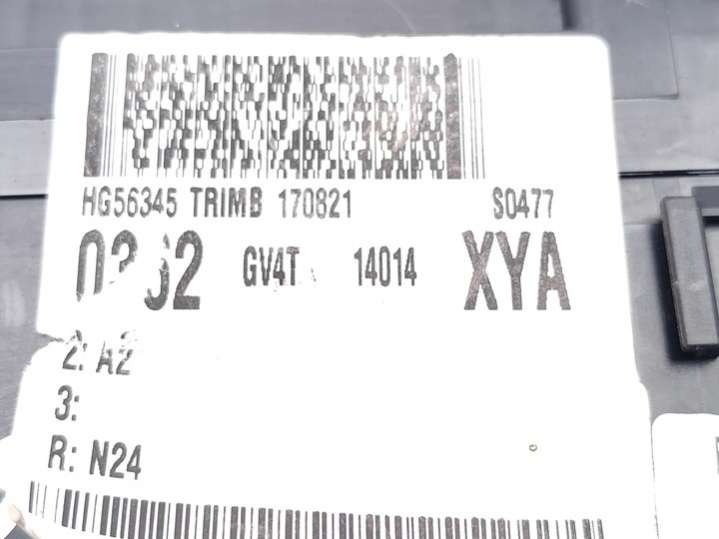 HG56345 TRIMB 170821 S0477
GV4T 14014 XYA
2: A2
3:
R: N24